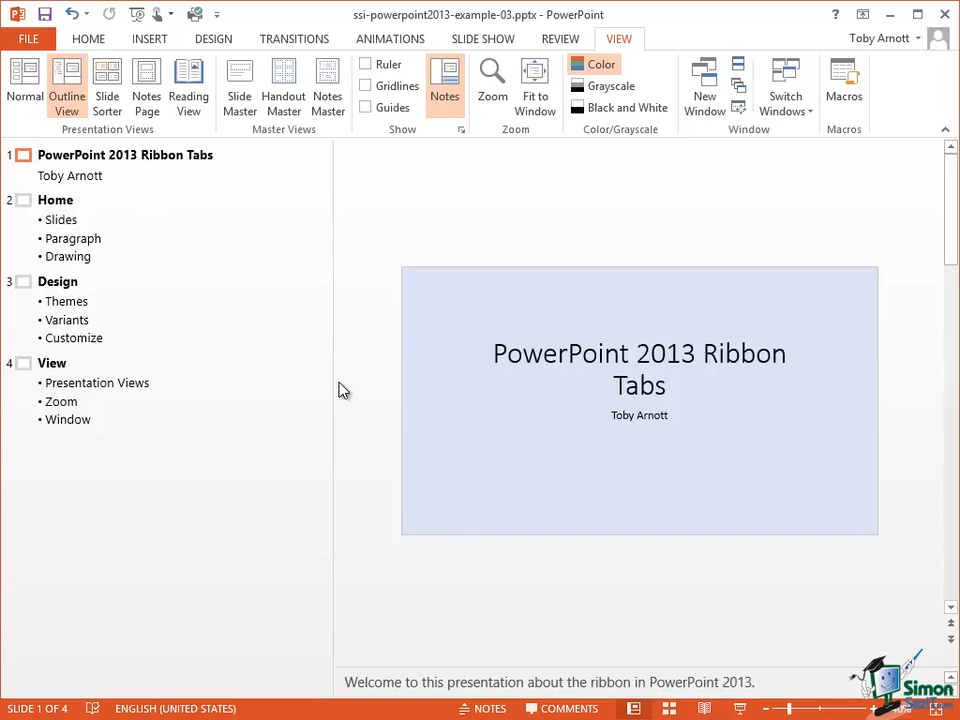 ssi-powerpoint2013-example-03.pptx - PowerPoint
?
FILE HOME INSERT DESIGN TRANSITIONS ANIMATIONS SLIDE SHOW REVIEW VIEW Toby Arnott
Normal Outline View Slide Sorter Notes Page Reading View
Presentation Views
Slide Master Handout Master Notes Master
Master Views
Ruler
Gridlines
Guides
Notes
Show
Zoom Fit to Window
Zoom
Color
Grayscale
Black and White
Color/Grayscale
New Window Switch Windows
Window
Macros
Macros
1 PowerPoint 2013 Ribbon Tabs
Toby Arnott
2 Home
• Slides
• Paragraph
• Drawing
3 Design
• Themes
• Variants
• Customize
4 View
• Presentation Views
• Zoom
• Window
PowerPoint 2013 Ribbon
Tabs
Toby Arnott
Welcome to this presentation about the ribbon in PowerPoint 2013.
SLIDE 1 OF 4 ENGLISH (UNITED STATES) NOTES COMMENTS
Simon